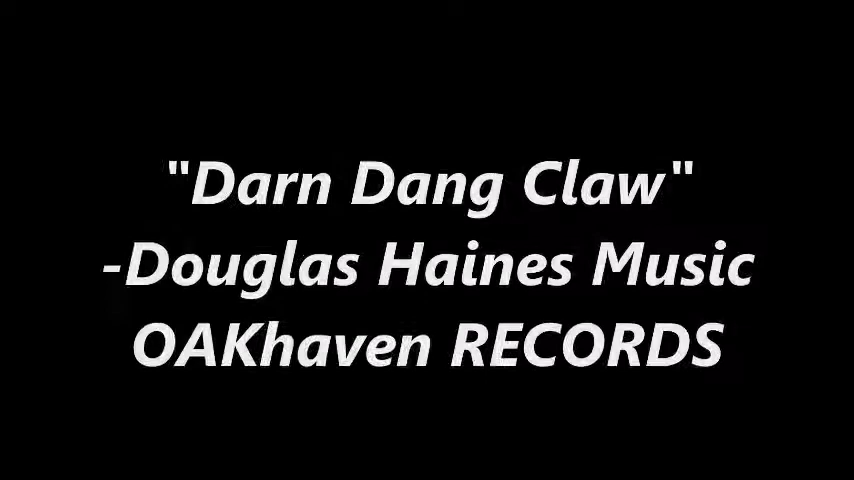 "Darn Dang Claw"
-Douglas Haines Music
OAKhaven RECORDS